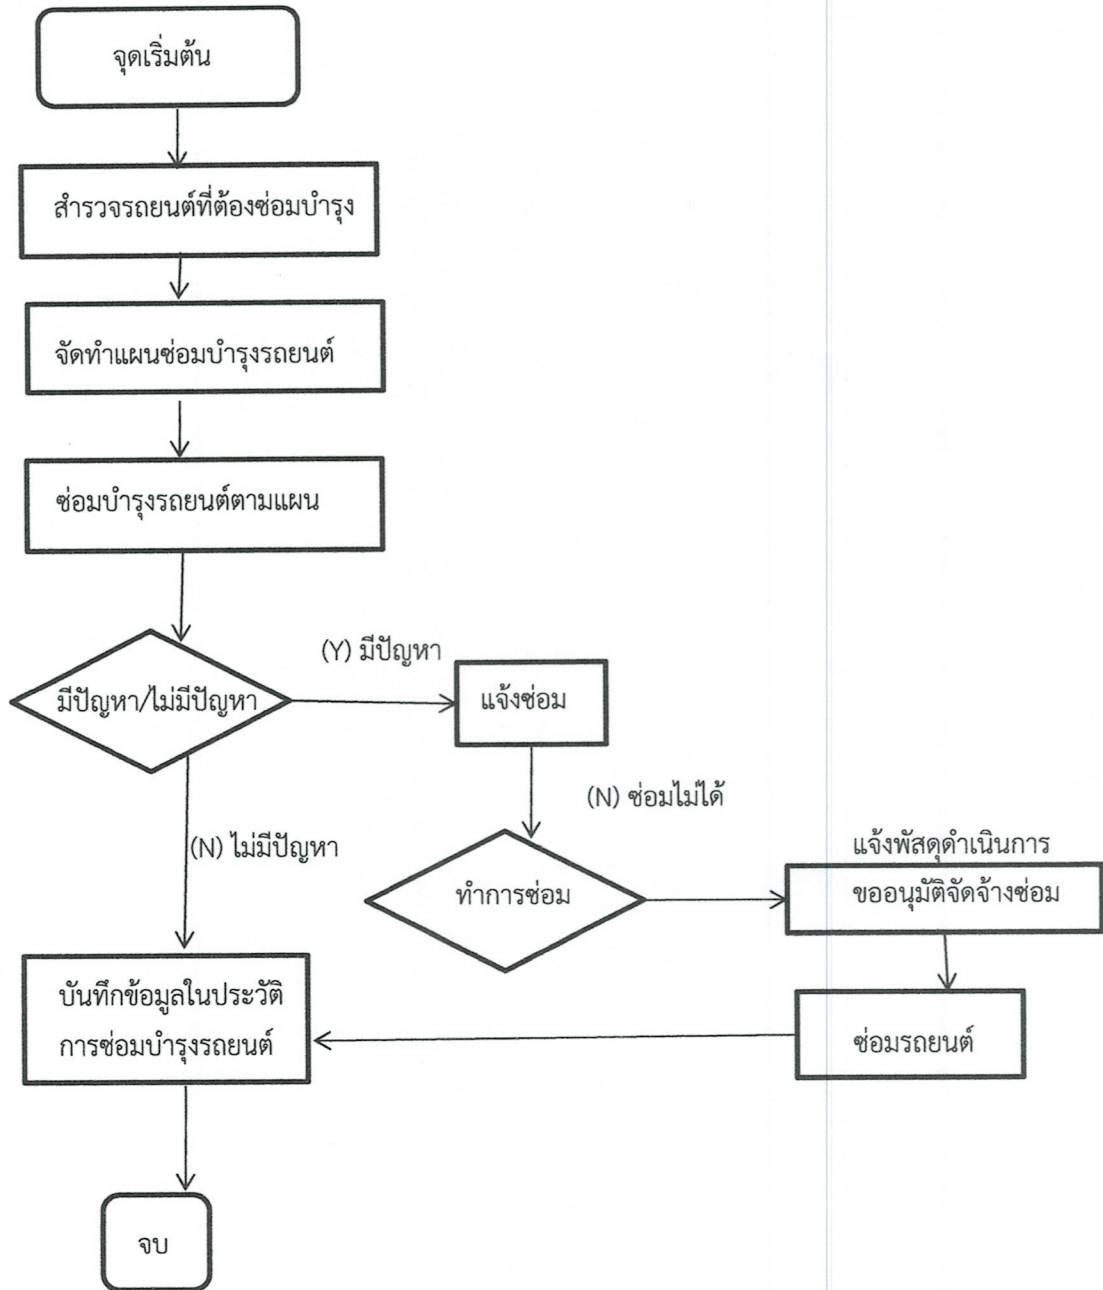 จุดเริ่มต้น
สำรวจรถยนต์ที่ต้องซ่อมบำรุง
จัดทำแผนซ่อมบำรุงรถยนต์
ซ่อมบำรุงรถยนต์ตามแผน
(Y) มีปัญหา
มีปัญหา/ไม่มีปัญหา
แจ้งซ่อม
(N) ซ่อมไม่ได้
(N) ไม่มีปัญหา
แจ้งพัสดุดำเนินการ
ทำการซ่อม
ขออนุมัติจัดจ้างซ่อม
บันทึกข้อมูลในประวัติ
การซ่อมบำรุงรถยนต์
ซ่อมรถยนต์
จบ